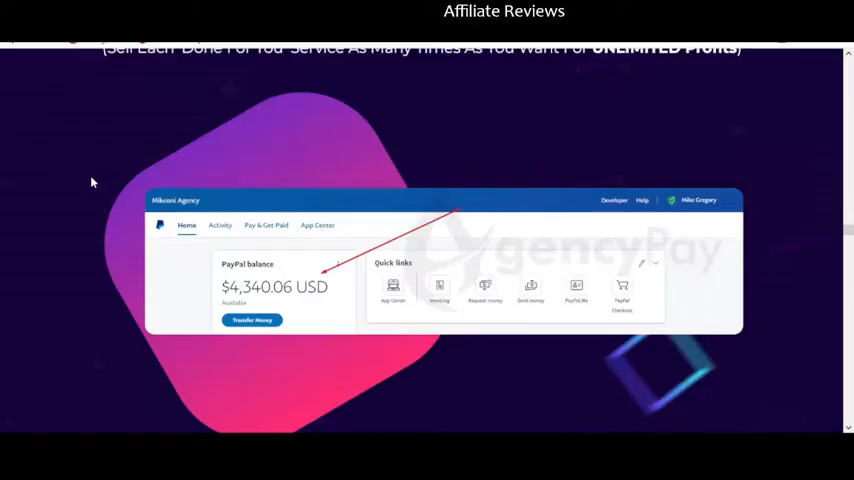 Affiliate Reviews
(Sell Each "Done For You" Service As Many Times As You Want For UNLIMITED Profits)
Mikconi Agency
Developer Help Mike Gregory
Home Activity Pay & Get Paid App Center
AgencyPay
PayPal balance
Quick links
$4,340.06 USD
Available
App Center Invoicing Request money Send money PayPal.Me PayPal Checkout
Transfer Money